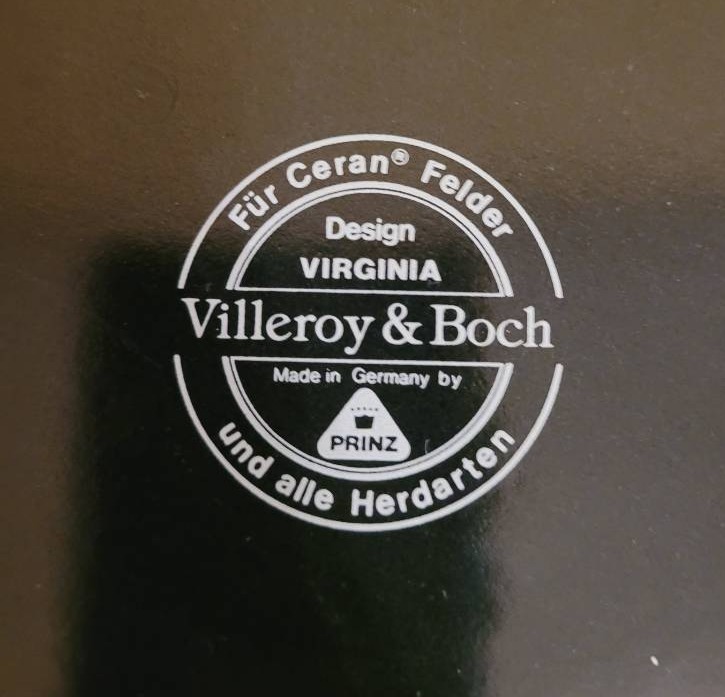 Für Ceran® Felder
Design
VIRGINIA
Villeroy & Boch
Made in Germany by
PRINZ
und alle Herdarten